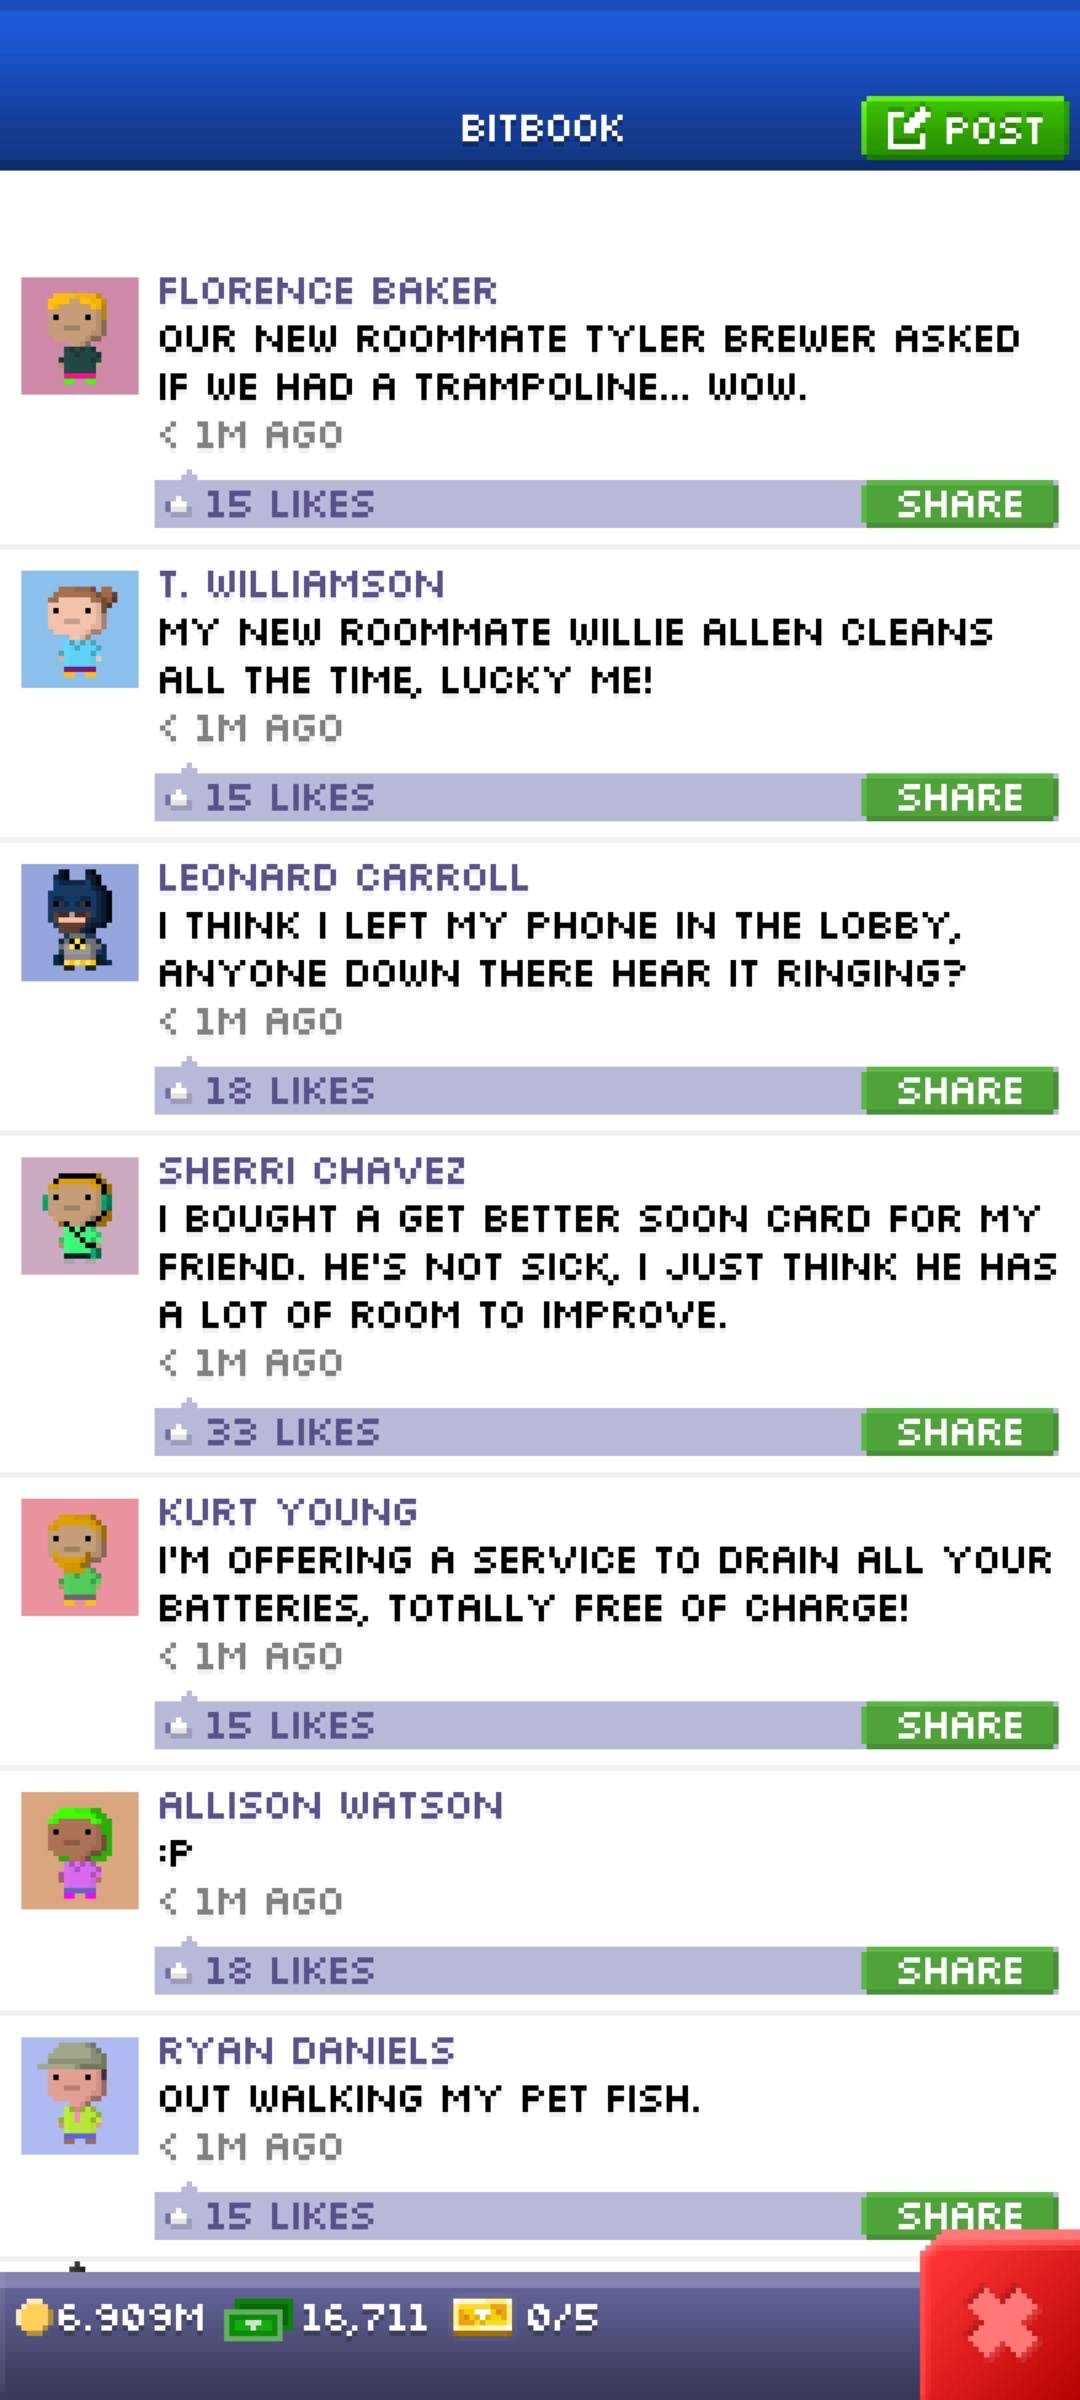 BITBOOK
POST
FLORENCE BAKER
OUR NEW ROOMMATE TYLER BREWER ASKED
IF WE HAD A TRAMPOLINE... WOW.
< 1M AGO
15 LIKES
SHARE
T. WILLIAMSON
MY NEW ROOMMATE WILLIE ALLEN CLEANS
ALL THE TIME, LUCKY ME!
< 1M AGO
15 LIKES
SHARE
LEONARD CARROLL
I THINK I LEFT MY PHONE IN THE LOBBY,
ANYONE DOWN THERE HEAR IT RINGING?
< 1M AGO
18 LIKES
SHARE
SHERRI CHAVEZ
I BOUGHT A GET BETTER SOON CARD FOR MY
FRIEND. HE'S NOT SICK, I JUST THINK HE HAS
A LOT OF ROOM TO IMPROVE.
< 1M AGO
33 LIKES
SHARE
KURT YOUNG
I'M OFFERING A SERVICE TO DRAIN ALL YOUR
BATTERIES, TOTALLY FREE OF CHARGE!
< 1M AGO
15 LIKES
SHARE
ALLISON WATSON
:P
< 1M AGO
18 LIKES
SHARE
RYAN DANIELS
OUT WALKING MY PET FISH.
< 1M AGO
15 LIKES
SHARE
6.909M
16,711
0/5